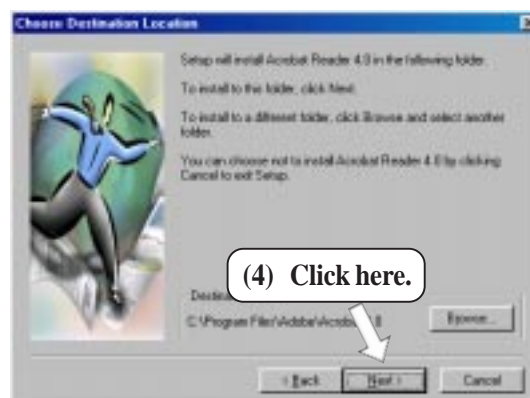 Choose Destination Location
Setup will install Acrobat Reader 4.0 in the following folder.
To install to this folder, click Next.
To install to a different folder, click Browse and select another
folder.
You can choose not to install Acrobat Reader 4.0 by clicking
Cancel to exit Setup.
(4) Click here.
C:\Program Files\Adobe\Acrobat
Browse...
< Back
Next >
Cancel